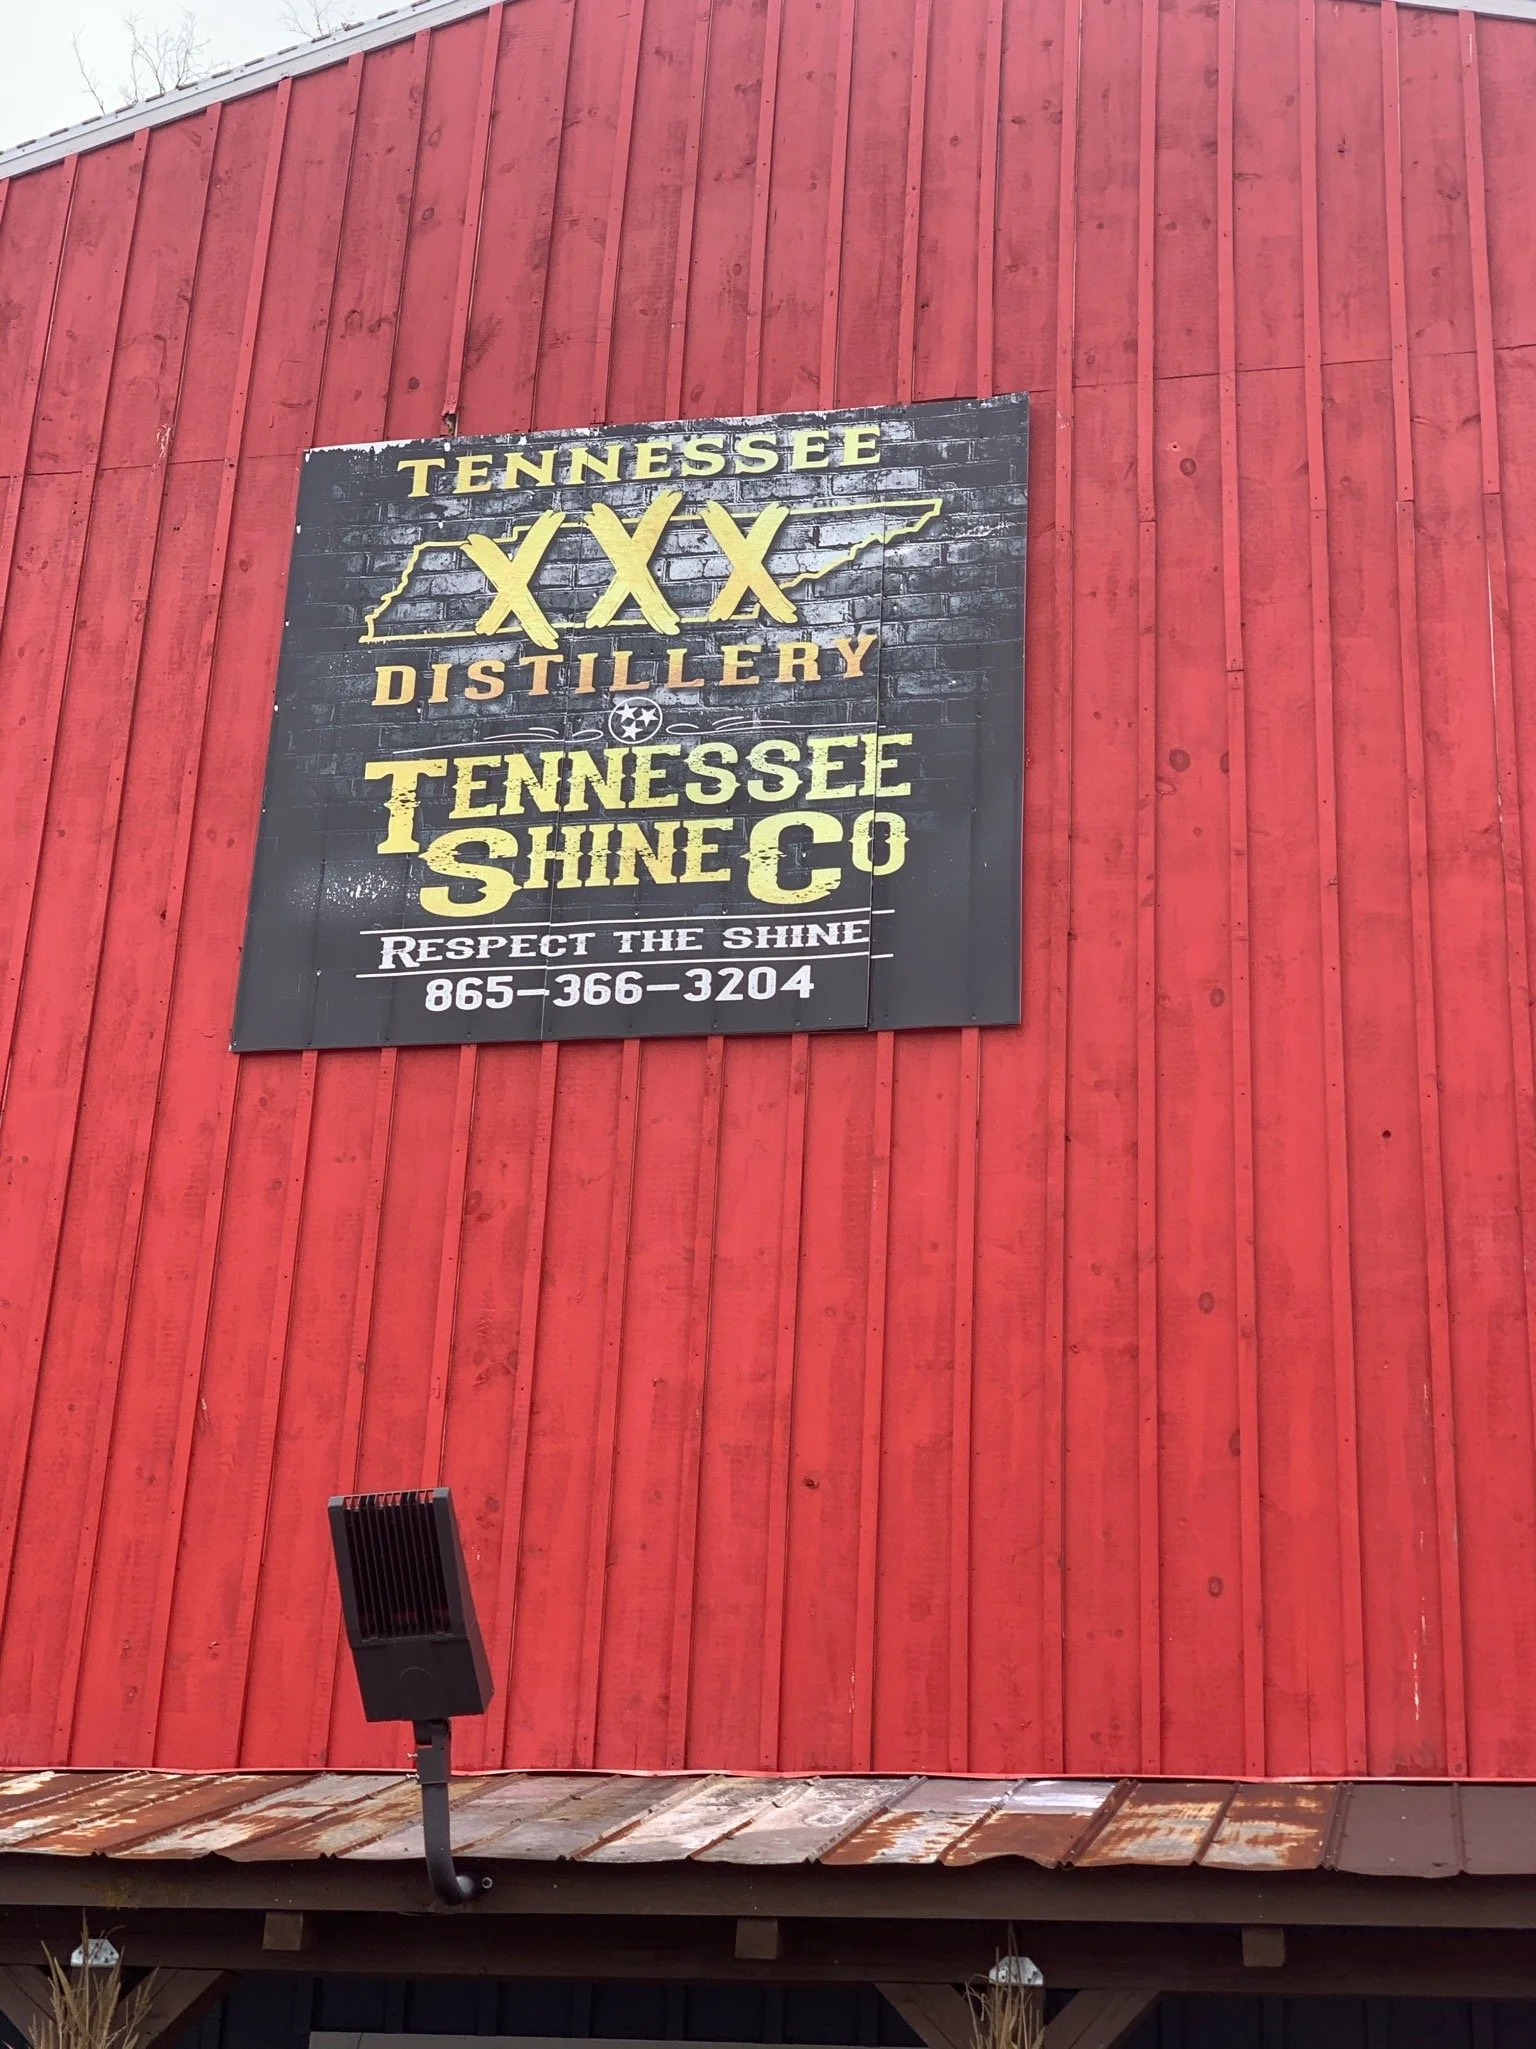 TENNESSEE
XXX
DISTILLERY
TENNESSEE
SHINE CO
RESPECT THE SHINE
865-366-3204